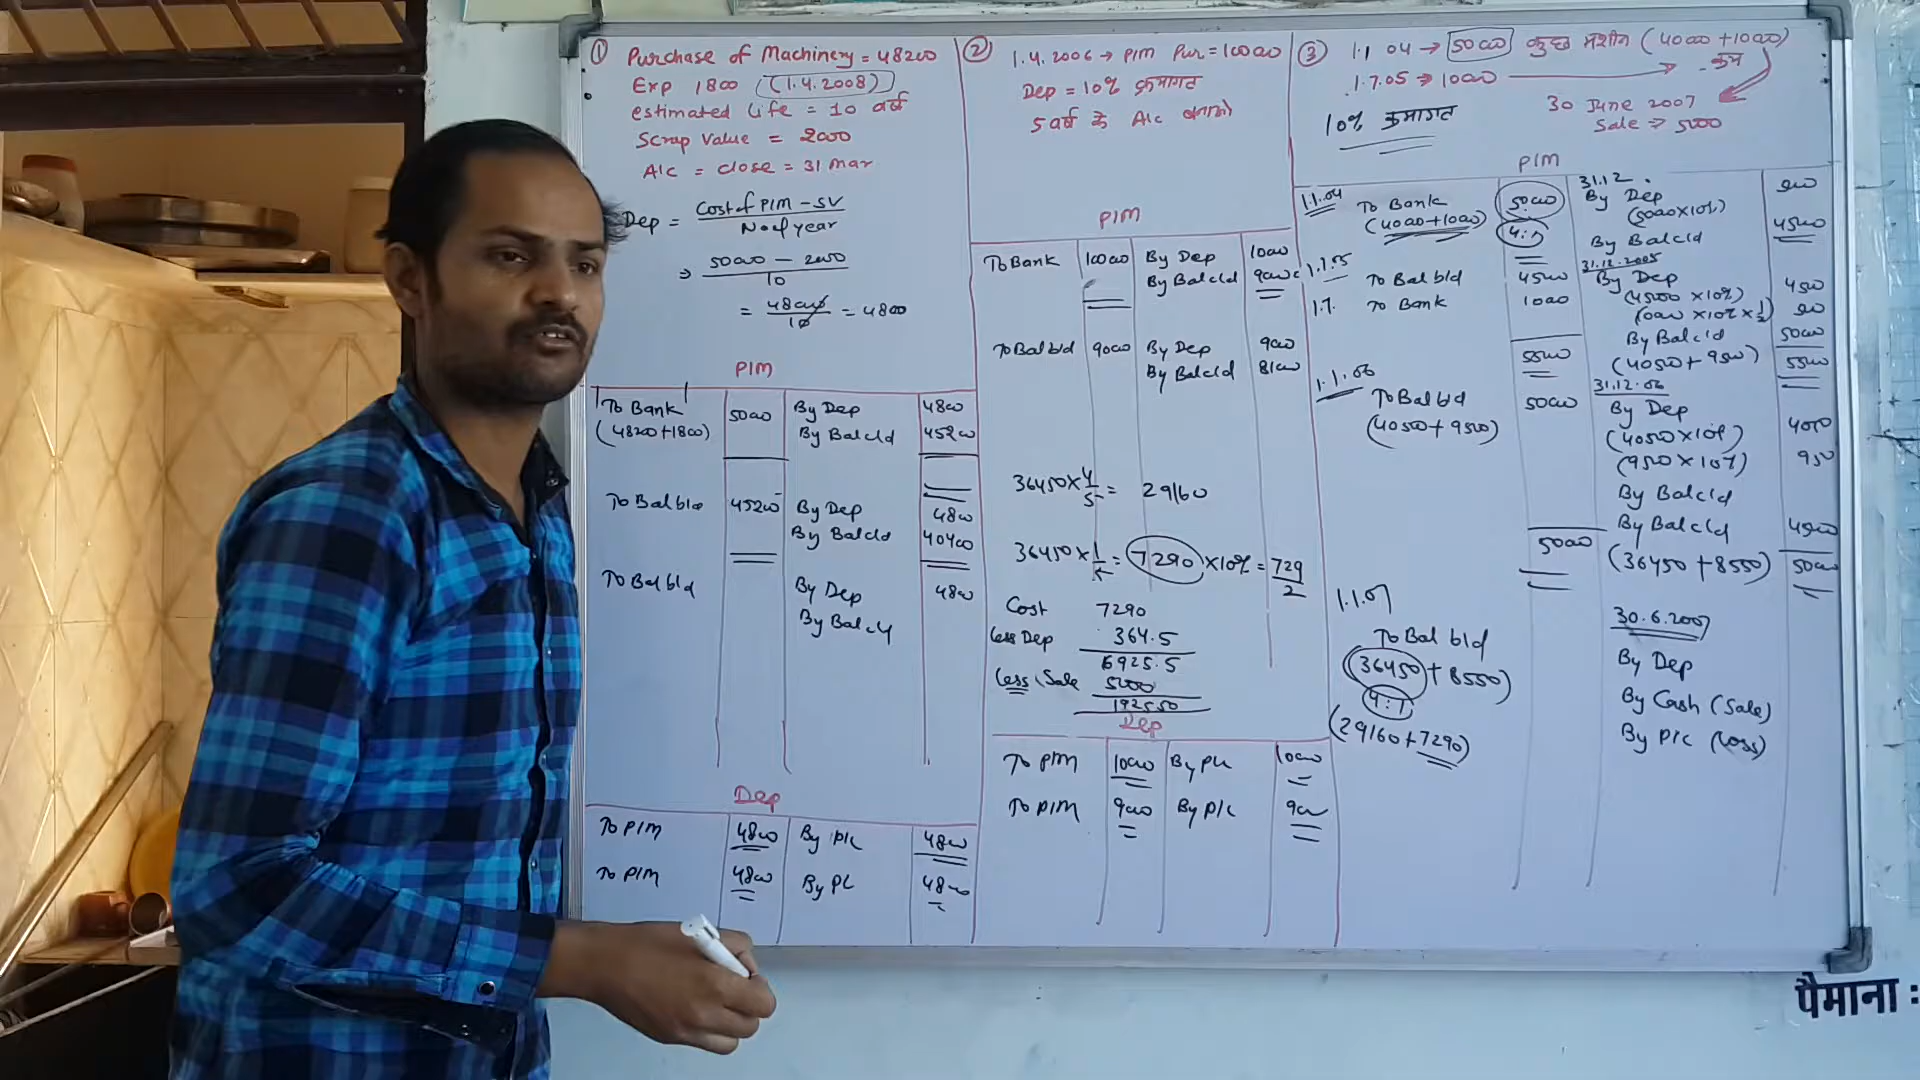 ① Purchase of Machinery = 48200
Exp 1800 (1.4.2008)
estimated life = 10 वर्ष
Scrap Value = 2000
A/c = close = 31 mar
Dep = Cost of P/M - SV
No of year
⇒ 50000 - 2000
10
= 48000
10
= 4800
P/M
To Bank 50000 By Dep 4800
(48200+1800) By Bal c/d 45200
To Bal b/d 45200 By Dep 4800
By Bal c/d 40400
To Bal b/d By Dep 4800
By Bal c/d
Dep
To P/M 4800 By P/L 4800
To P/M 4800 By PL 4800
② 1.4.2006 → P/M Pur = 10000
Dep = 10% क्रमागत
5 वर्ष के A/c बनाओ
P/M
To Bank 10000 By Dep 1000
By Bal c/d 9000
To Bal b/d 9000 By Dep 900
By Bal c/d 8100
36450 × 4/5 = 29160
36450 × 1/5 = 7290 × 10% = 729
2
Cost 7290
Less Dep 364.5
6925.5
Less Sale 5000
1925.50
Dep
To P/M 1000 By P/L 1000
To P/M 900 By P/L 900
③ 1.1.04 → 50000 कुछ मशीन (40000 + 10000)
1.7.05 ⇒ 10000
30 June 2007
Sale ⇒ 5000
10% क्रमागत
P/M
1.1.04 To Bank 50000 31.12. By Dep
(40000+10000) 4:1 (50000×10%)
By Bal c/d 45000
1.1.05 To Bal b/d 45000 31.12.2005 By Dep 4500
1.7. To Bank 10000 (45000 × 10%)
By Bal c/d 50000
55000 (40500 + 9500) 55000
1.1.06 31.12.06
To Bal b/d 50000 By Dep
(40500 + 9500) (40500×10%) 4050
(9500 × 10%) 950
By Bal c/d
By Bal c/d 45000
50000 (36450 + 8550) 50000
1.1.07 30.6.2007
To Bal b/d By Dep
(36450 + 8550) By Cash (Sale)
4:1
(29160 + 7290) By P/L (Loss)
पैमाना :